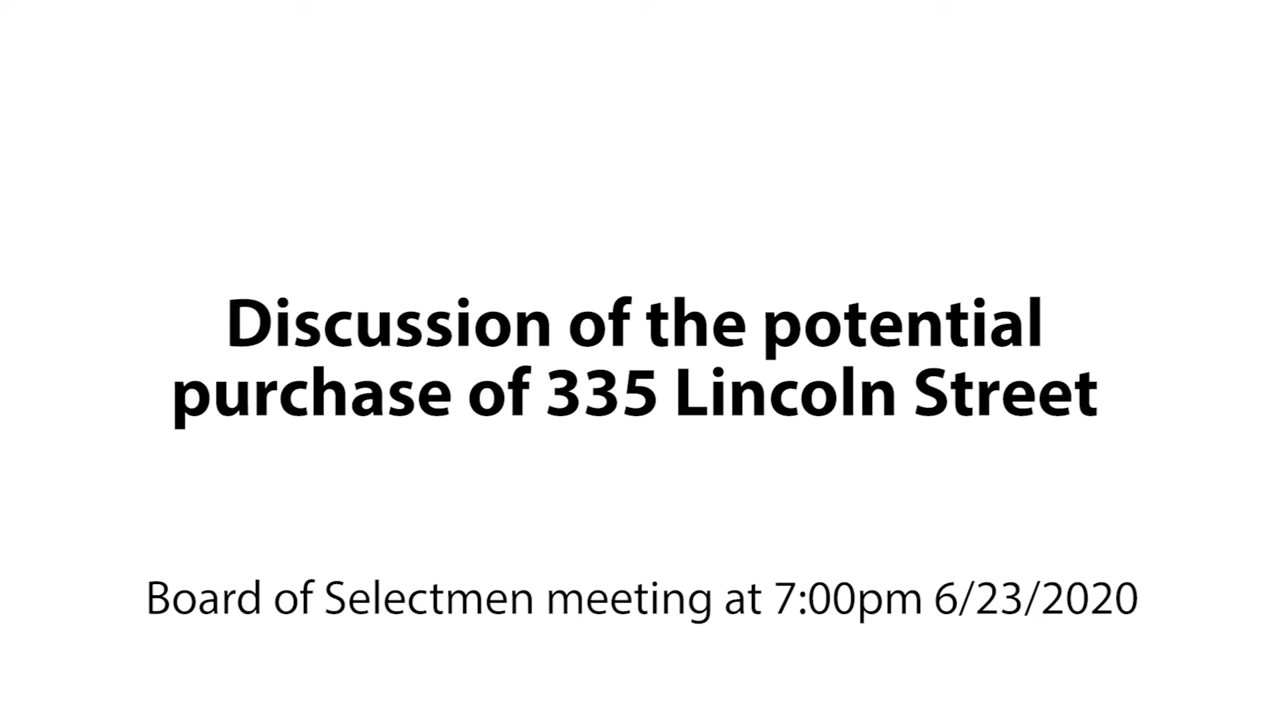 Discussion of the potential
purchase of 335 Lincoln Street
Board of Selectmen meeting at 7:00pm 6/23/2020